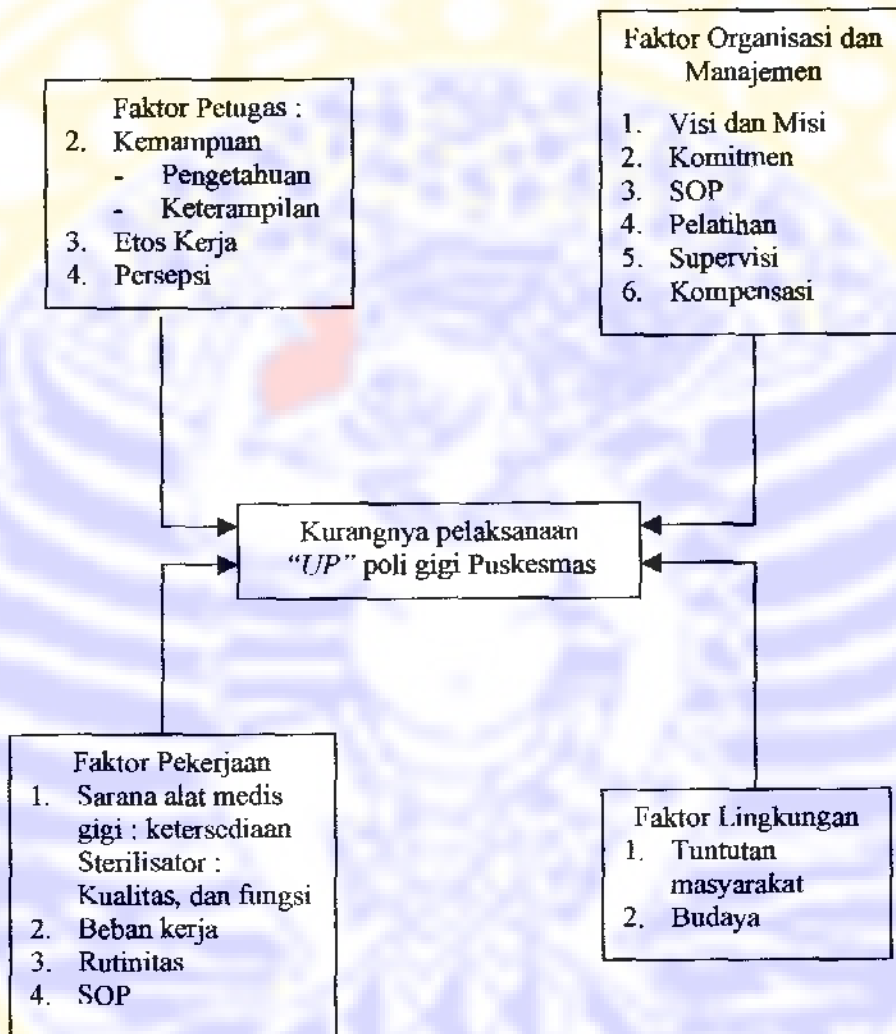 Faktor Petugas :
2. Kemampuan
- Pengetahuan
- Keterampilan
3. Etos Kerja
4. Persepsi
Faktor Organisasi dan
Manajemen
1. Visi dan Misi
2. Komitmen
3. SOP
4. Pelatihan
5. Supervisi
6. Kompensasi
Kurangnya pelaksanaan
"UP" poli gigi Puskesmas
Faktor Pekerjaan
1. Sarana alat medis
gigi : ketersediaan
Sterilisator :
Kualitas, dan fungsi
2. Beban kerja
3. Rutinitas
4. SOP
Faktor Lingkungan
1. Tuntutan
masyarakat
2. Budaya